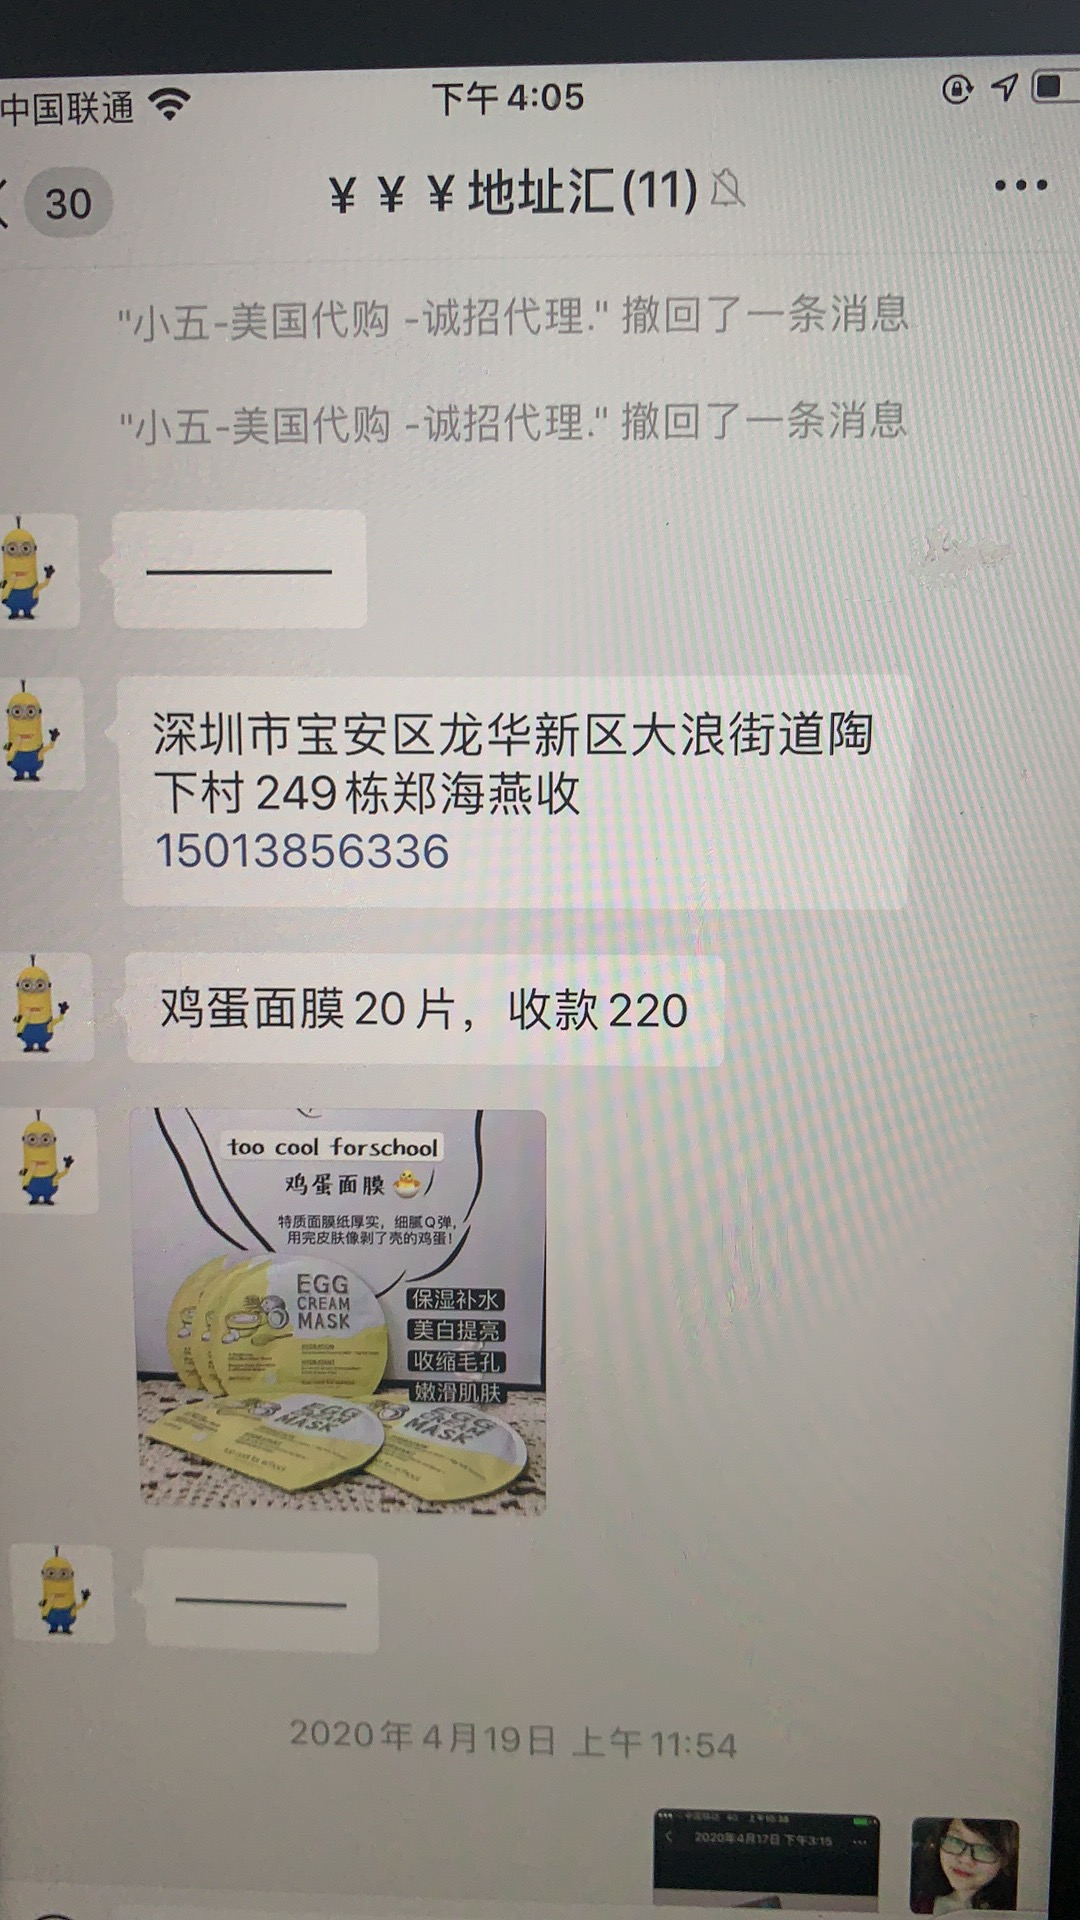 中国联通
下午4:05
30
¥ ¥ ¥地址汇(11)
"小五-美国代购 -诚招代理." 撤回了一条消息
"小五-美国代购 -诚招代理." 撤回了一条消息
深圳市宝安区龙华新区大浪街道陶
下村249栋郑海燕收
15013856336
鸡蛋面膜20片，收款220
too cool forschool
鸡蛋面膜
特质面膜纸厚实，细腻Q弹，
用完皮肤像剥了壳的鸡蛋！
EGG
CREAM
MASK
保湿补水
美白提亮
收缩毛孔
嫩滑肌肤
EGG
CREAM
MASK
EGG
CREAM
MASK
too cool for school
2020年4月19日 上午11:54
2020年4月17日 下午3:15